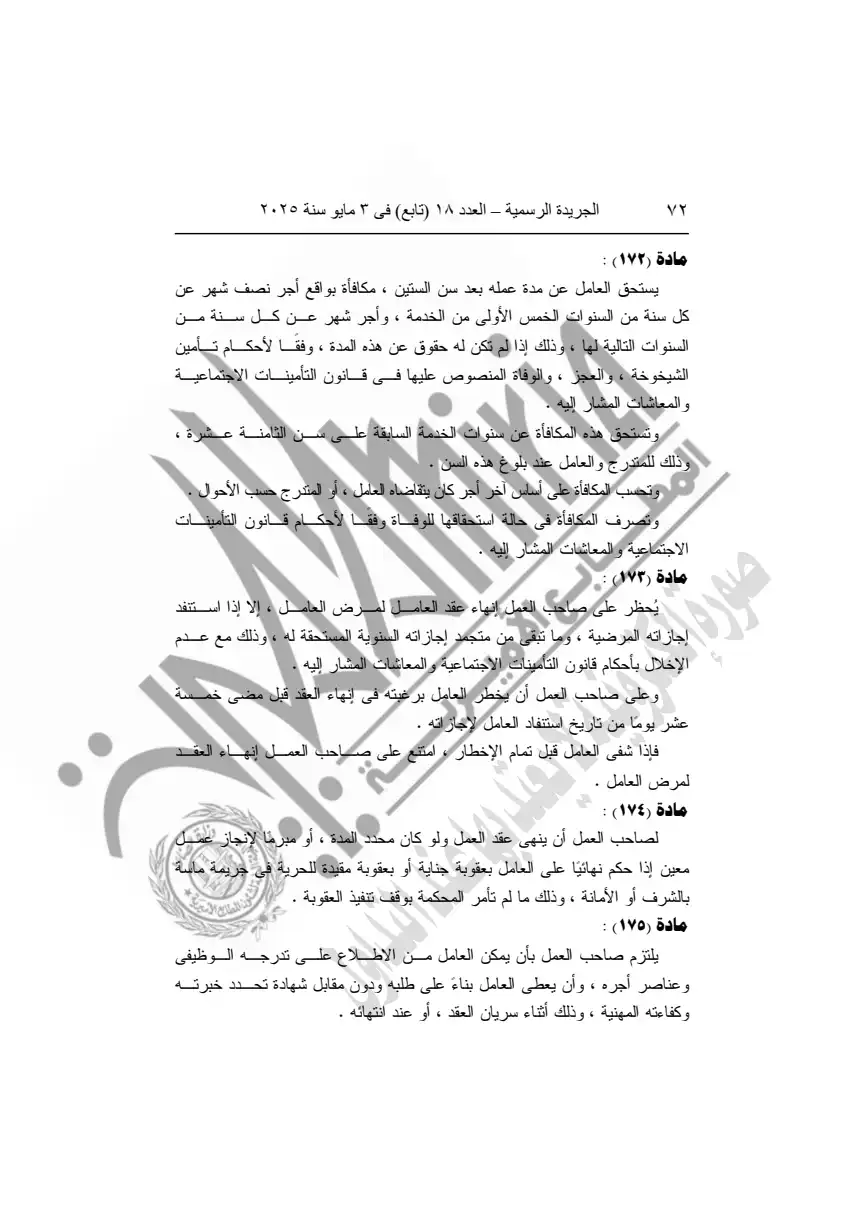 ٧٢ الجريدة الرسمية – العدد ١٨ (تابع) فى ٣ مايو سنة ٢٠٢٥
مادة (١٧٢) :
يستحق العامل عن مدة عمله بعد سن الستين ، مكافأة بواقع أجر نصف شهر عن
كل سنة من السنوات الخمس الأولى من الخدمة ، وأجر شهر عن كل سنة من
السنوات التالية لها ، وذلك إذا لم تكن له حقوق عن هذه المدة ، وفقًا لأحكام تأمين
الشيخوخة ، والعجز ، والوفاة المنصوص عليها فى قانون التأمينات الاجتماعية
والمعاشات المشار إليه .
وتستحق هذه المكافأة عن سنوات الخدمة السابقة على سن الثامنة عشرة ،
وذلك للمتدرج والعامل عند بلوغ هذه السن .
وتحسب المكافأة على أساس آخر أجر كان يتقاضاه العامل ، أو المتدرج حسب الأحوال .
وتصرف المكافأة فى حالة استحقاقها للوفاة وفقًا لأحكام قانون التأمينات
الاجتماعية والمعاشات المشار إليه .
مادة (١٧٣) :
يُحظر على صاحب العمل إنهاء عقد العامل لمرض العامل ، إلا إذا استنفد
إجازاته المرضية ، وما تبقى من متجمد إجازاته السنوية المستحقة له ، وذلك مع عدم
الإخلال بأحكام قانون التأمينات الاجتماعية والمعاشات المشار إليه .
وعلى صاحب العمل أن يخطر العامل برغبته فى إنهاء العقد قبل مضى خمسة
عشر يومًا من تاريخ استنفاد العامل لإجازاته .
فإذا شفى العامل قبل تمام الإخطار ، امتنع على صاحب العمل إنهاء العقد
لمرض العامل .
مادة (١٧٤) :
لصاحب العمل أن ينهى عقد العمل ولو كان محدد المدة ، أو مبرمًا لإنجاز عمل
معين إذا حكم نهائيًا على العامل بعقوبة جناية أو بعقوبة مقيدة للحرية فى جريمة ماسة
بالشرف أو الأمانة ، وذلك ما لم تأمر المحكمة بوقف تنفيذ العقوبة .
مادة (١٧٥) :
يلتزم صاحب العمل بأن يمكن العامل من الاطلاع على تدرجه الوظيفى
وعناصر أجره ، وأن يعطى العامل بناءً على طلبه ودون مقابل شهادة تحدد خبرته
وكفاءته المهنية ، وذلك أثناء سريان العقد ، أو عند انتهائه .
المطابع الأميرية
صورة إلكترونية لا يعتد بها عند التداول